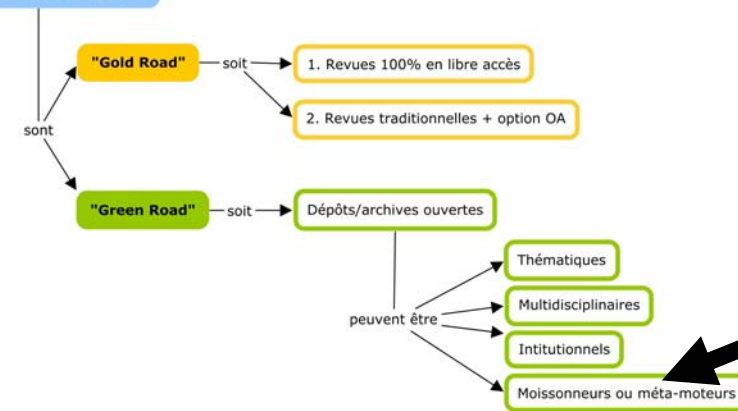 "Gold Road"
soit
1. Revues 100% en libre accès
2. Revues traditionnelles + option OA
sont
"Green Road"
soit
Dépôts/archives ouvertes
Thématiques
Multidisciplinaires
peuvent être
Intitutionnels
Moissonneurs ou méta-moteurs